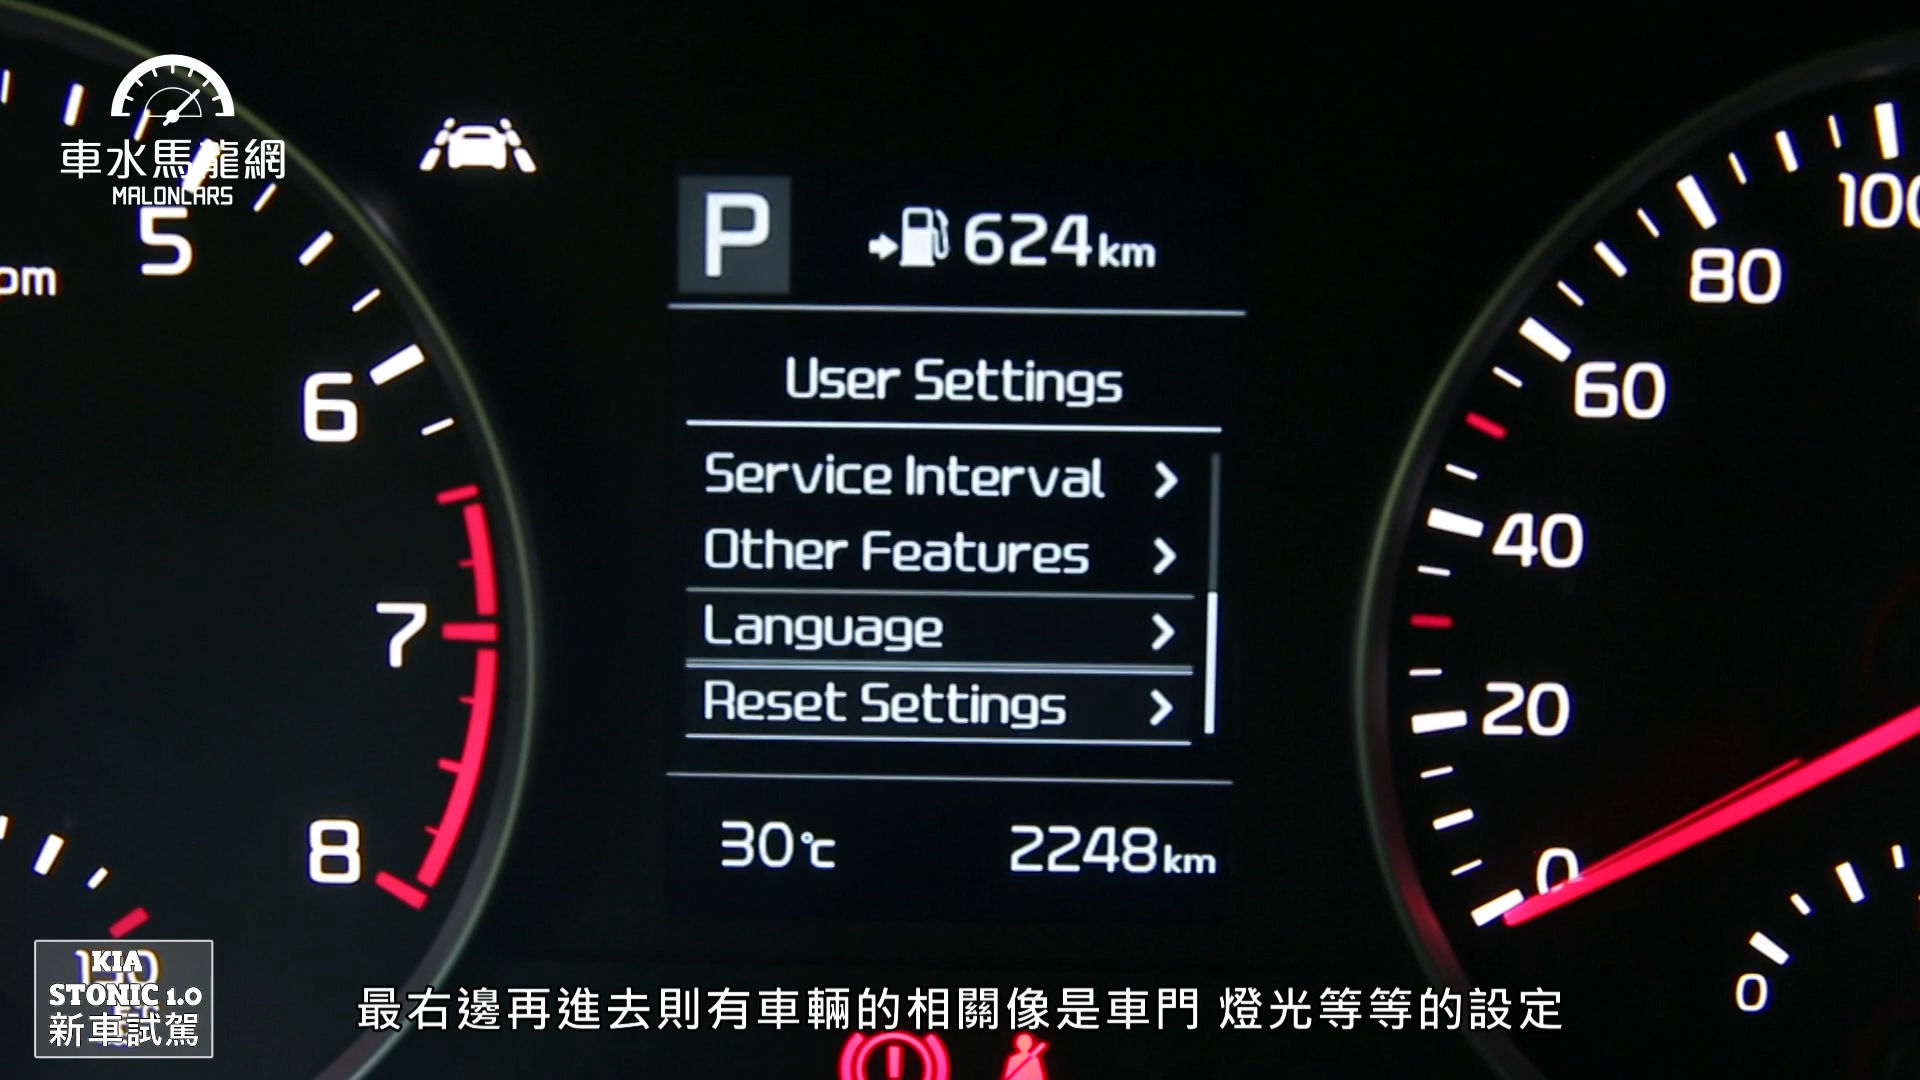 車水馬龍網
MALONCARS
5
6
7
8
P
624km
User Settings
Service Interval
Other Features
Language
Reset Settings
30℃
2248km
100
80
60
40
20
0
0
KIA
STONIC 1.0
新車試駕
最右邊再進去則有車輛的相關像是車門 燈光等等的設定